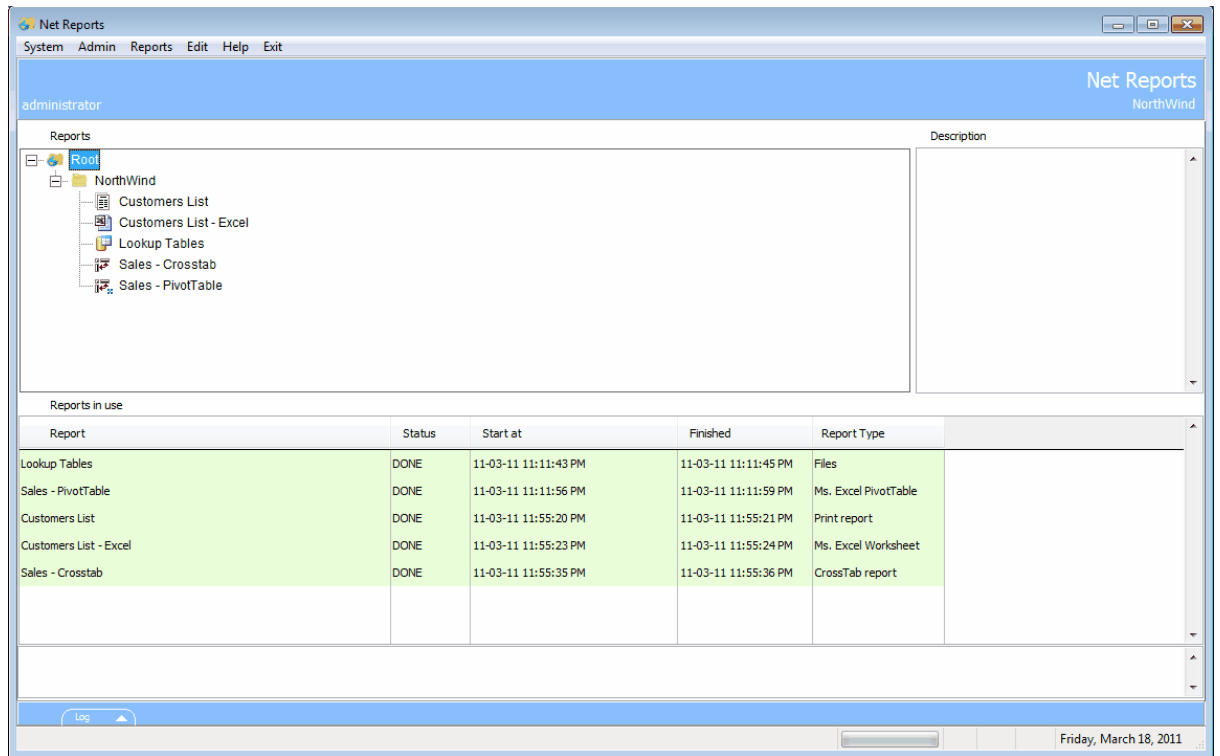 Net Reports
System Admin Reports Edit Help Exit
Net Reports
administrator NorthWind
Reports Description
Root
NorthWind
Customers List
Customers List - Excel
Lookup Tables
Sales - Crosstab
Sales - PivotTable
Reports in use
Report Status Start at Finished Report Type
Lookup Tables DONE 11-03-11 11:11:43 PM 11-03-11 11:11:45 PM Files
Sales - PivotTable DONE 11-03-11 11:11:56 PM 11-03-11 11:11:59 PM Ms. Excel PivotTable
Customers List DONE 11-03-11 11:55:20 PM 11-03-11 11:55:21 PM Print report
Customers List - Excel DONE 11-03-11 11:55:23 PM 11-03-11 11:55:24 PM Ms. Excel Worksheet
Sales - Crosstab DONE 11-03-11 11:55:35 PM 11-03-11 11:55:36 PM CrossTab report
Log
Friday, March 18, 2011